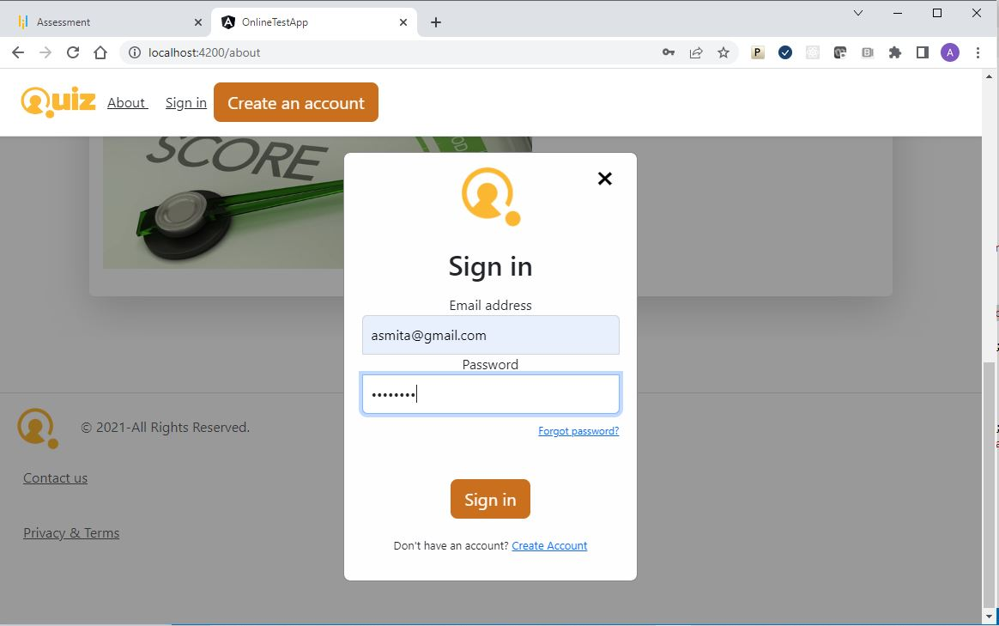 Assessment
OnlineTestApp
localhost:4200/about
P
A
Quiz
About
Sign in
Create an account
SCORE
Sign in
Email address
asmita@gmail.com
Password
••••••••
Forgot password?
Sign in
Don't have an account? Create Account
© 2021-All Rights Reserved.
Contact us
Privacy & Terms